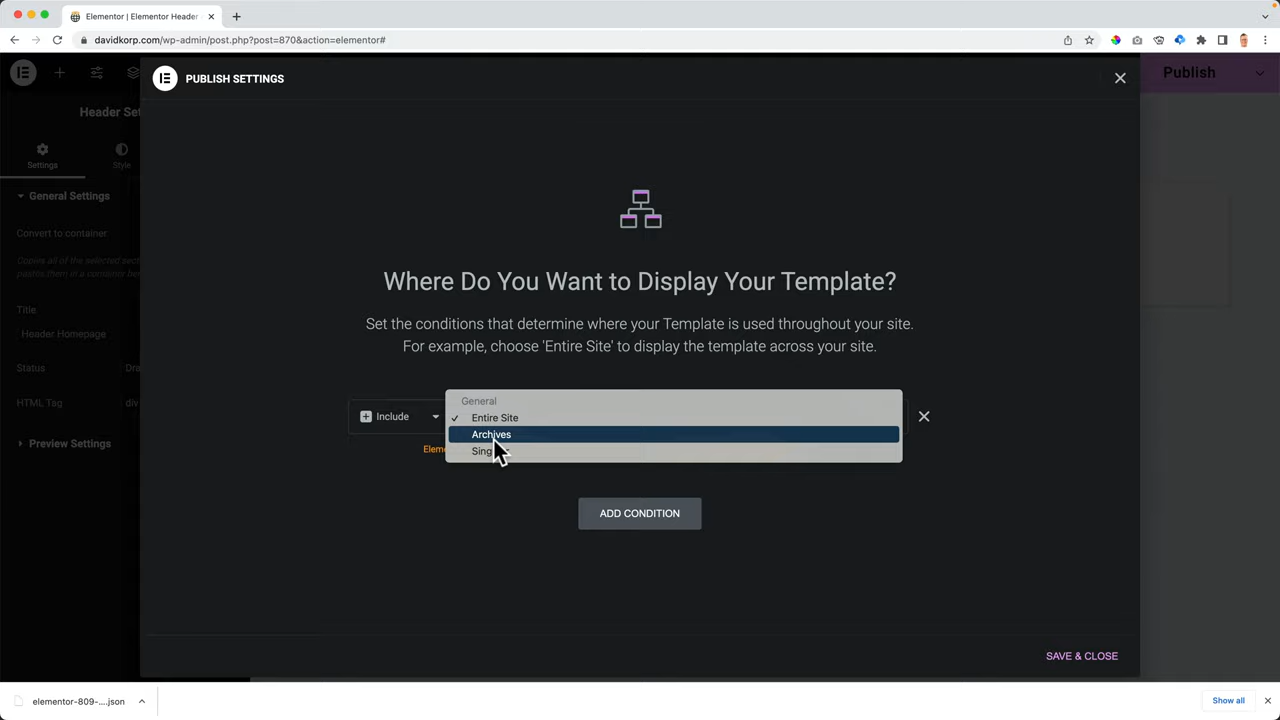 Elementor | Elementor Header
davidkorp.com/wp-admin/post.php?post=870&action=elementor#
PUBLISH SETTINGS
Publish
Header Set
Settings
Style
General Settings
Convert to container
Copies all of the selected sect
pastes them in a container be
Title
Header Homepage
Status
Dra
HTML Tag
div
Preview Settings
Where Do You Want to Display Your Template?
Set the conditions that determine where your Template is used throughout your site.
For example, choose 'Entire Site' to display the template across your site.
Include
General
Entire Site
Archives
Sing
Eleme
ADD CONDITION
SAVE & CLOSE
elementor-809-....json
Show all